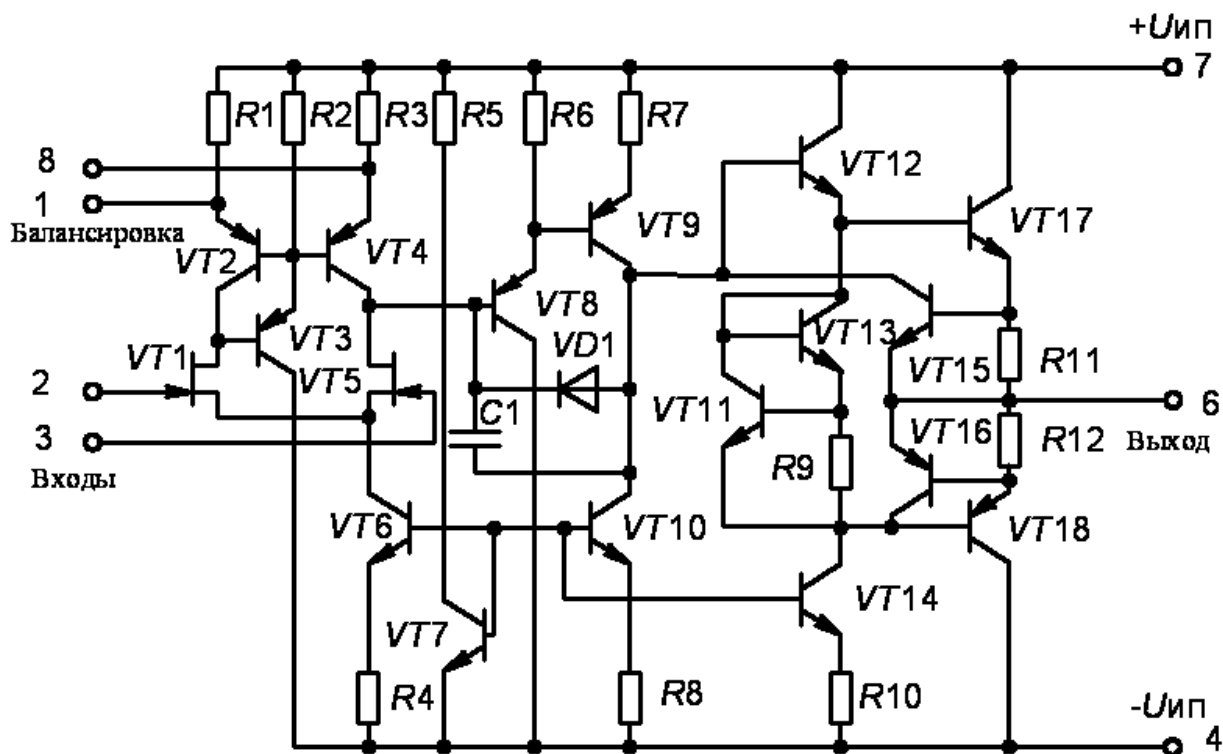 +Uип
7
R1
R2
R3
R5
R6
R7
8
VT12
1
VT17
Балансировка
VT2
VT4
VT9
VT8
VT1
VT3
VD1
VT13
R11
2
VT5
VT15
6
C1
VT11
VT16
3
R12
Выход
Входы
R9
VT6
VT10
VT18
VT14
VT7
R4
R8
R10
-Uип
4